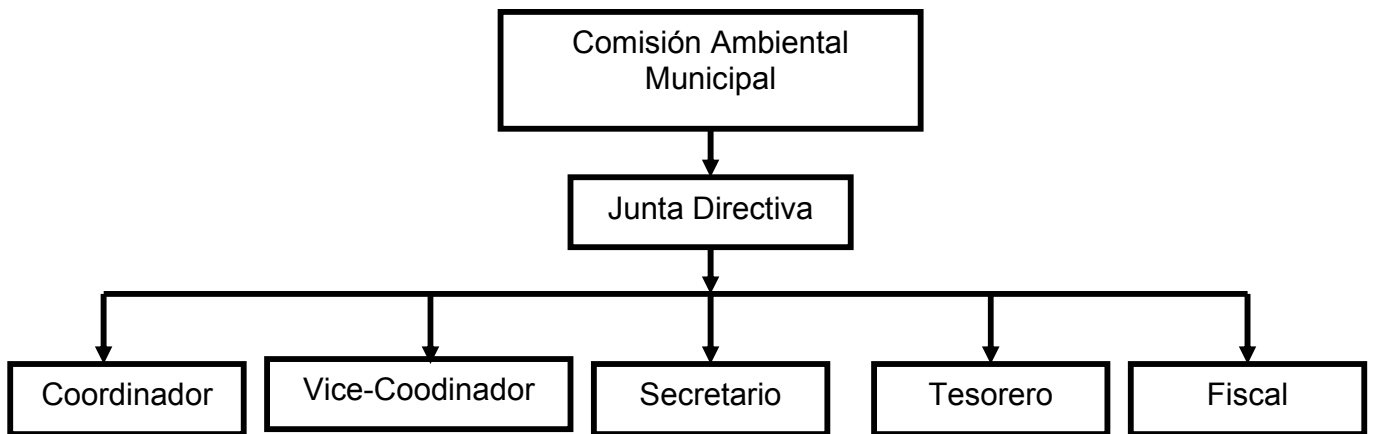 Comisión Ambiental
Municipal
Junta Directiva
Coordinador
Vice-Coodinador
Secretario
Tesorero
Fiscal